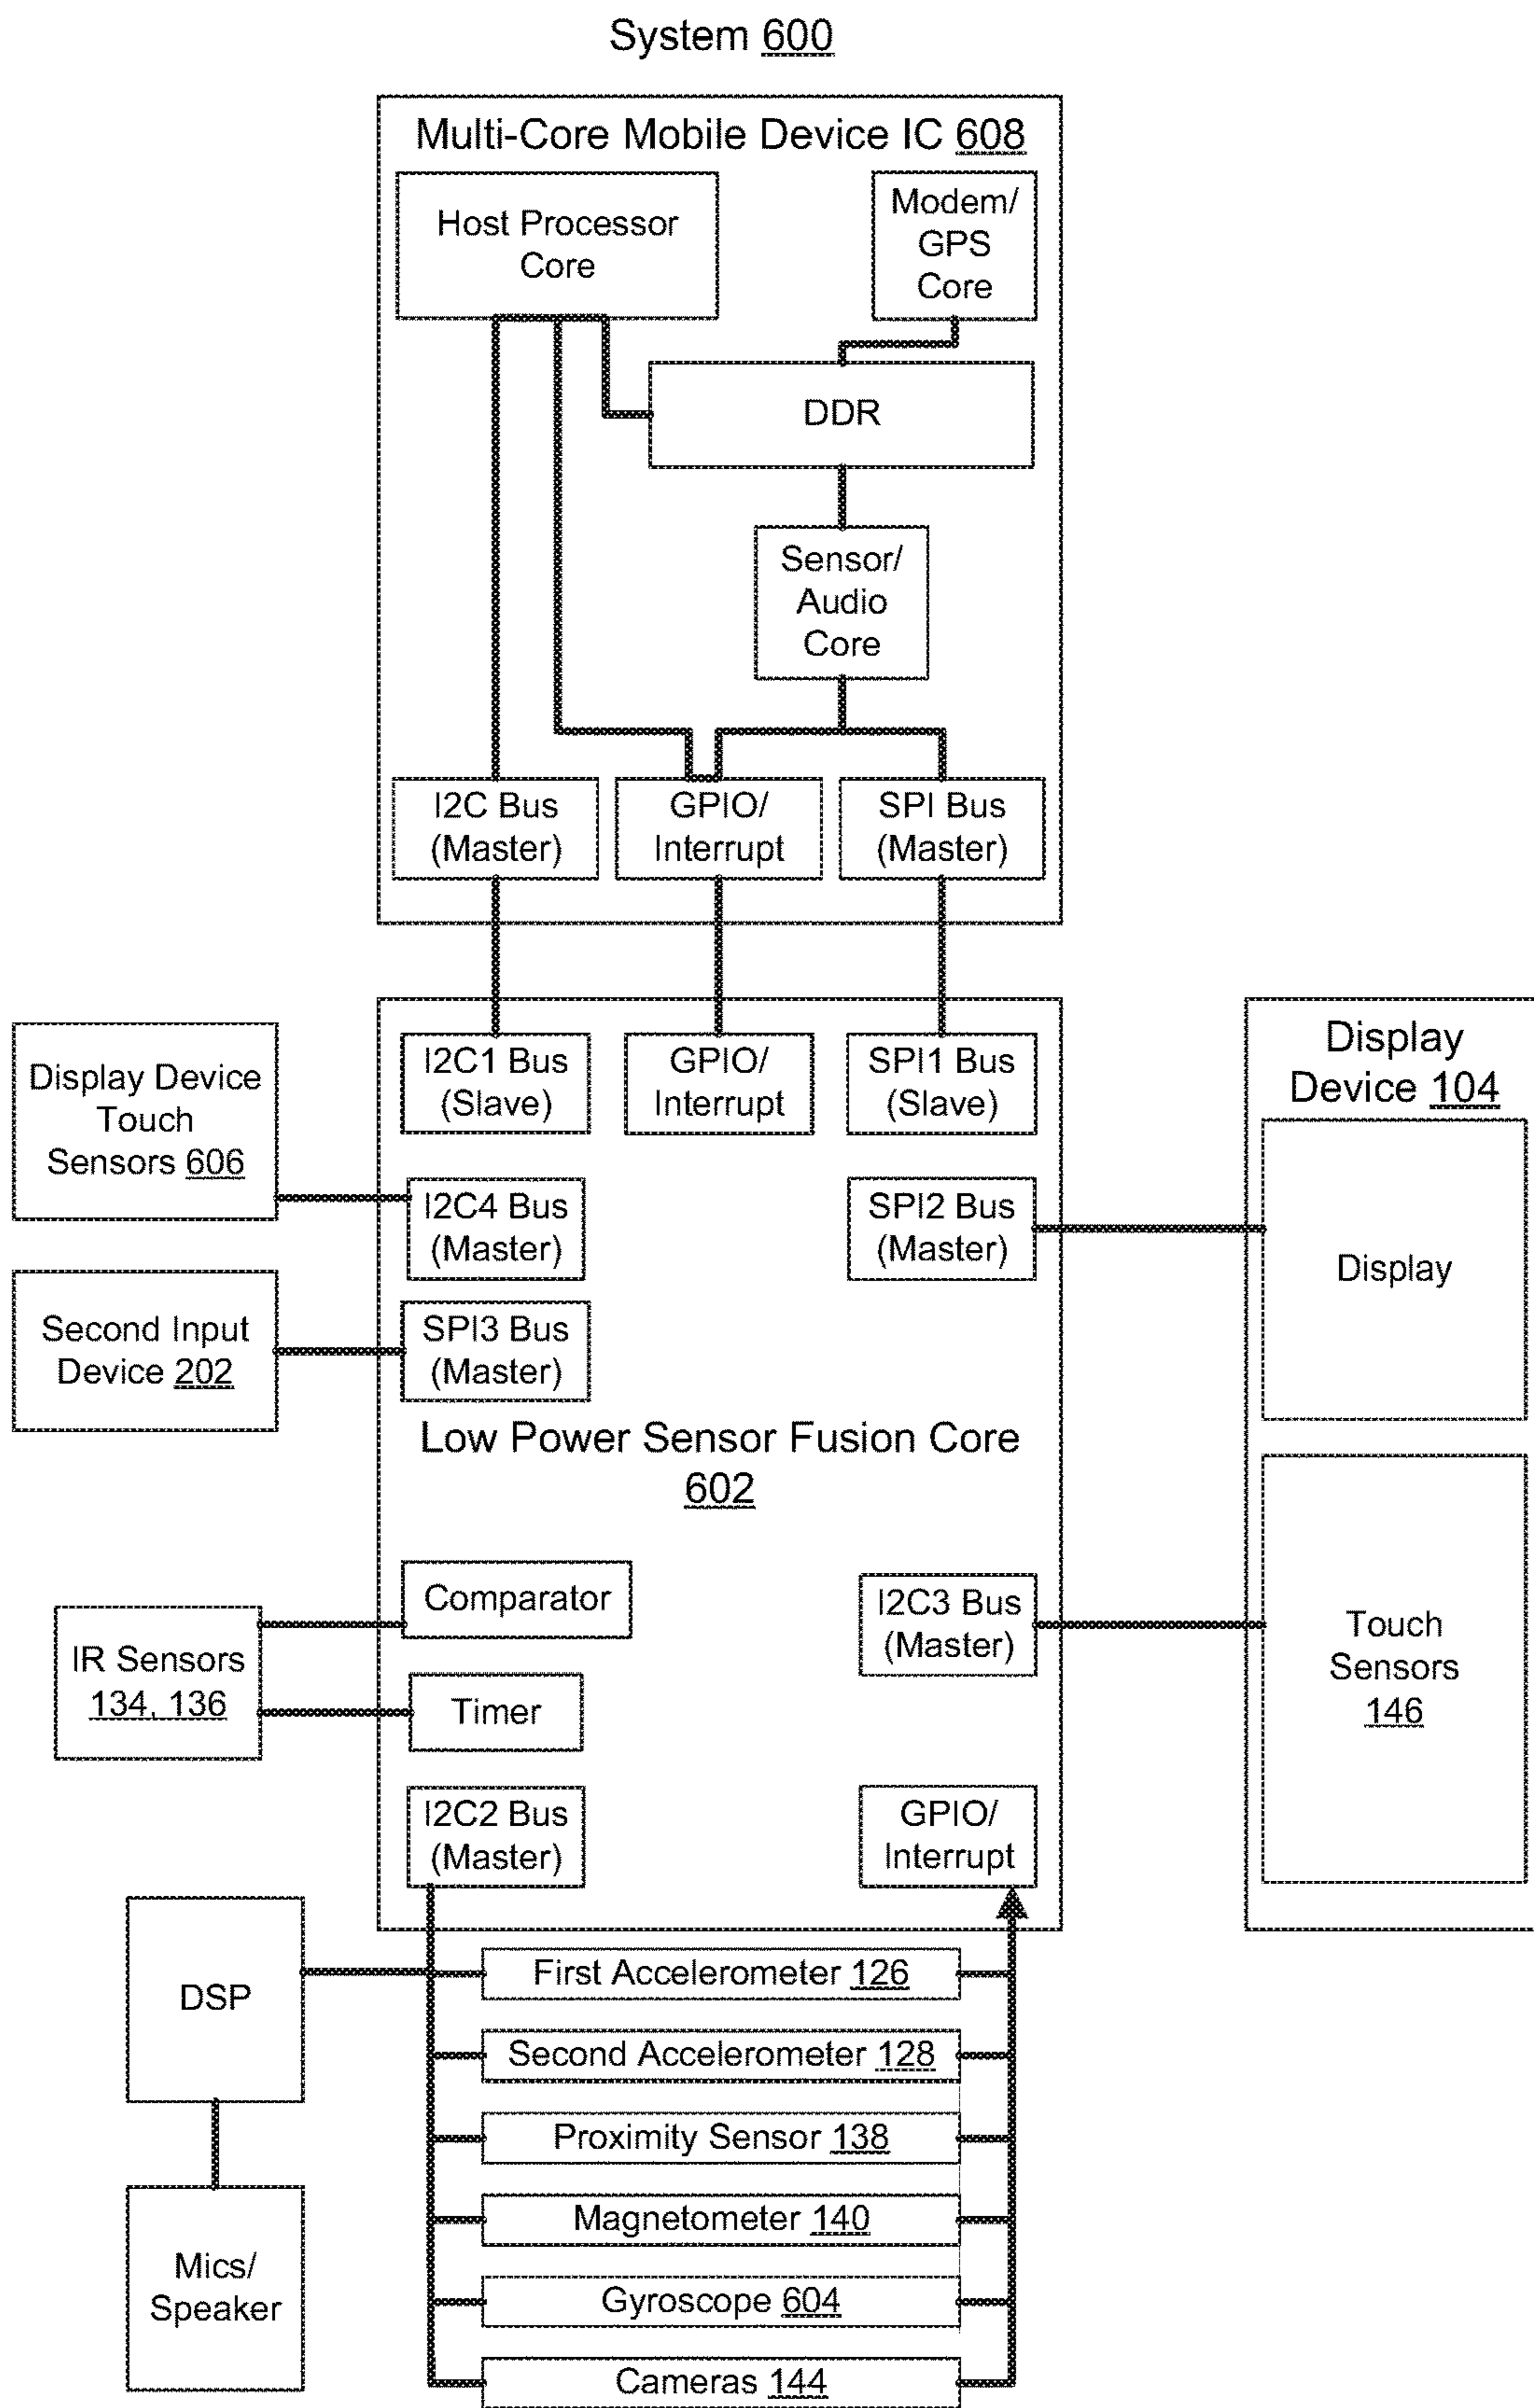 System 600
Multi-Core Mobile Device IC 608
Host Processor
Core
Modem/
GPS
Core
DDR
Sensor/
Audio
Core
I2C Bus
(Master)
GPIO/
Interrupt
SPI Bus
(Master)
I2C1 Bus
(Slave)
GPIO/
Interrupt
SPI1 Bus
(Slave)
Display Device
Touch
Sensors 606
I2C4 Bus
(Master)
SPI2 Bus
(Master)
Display
Device 104
Display
Second Input
Device 202
SPI3 Bus
(Master)
Low Power Sensor Fusion Core
602
Comparator
IR Sensors
134, 136
Timer
I2C3 Bus
(Master)
Touch
Sensors
146
I2C2 Bus
(Master)
GPIO/
Interrupt
DSP
Mics/
Speaker
First Accelerometer 126
Second Accelerometer 128
Proximity Sensor 138
Magnetometer 140
Gyroscope 604
Cameras 144